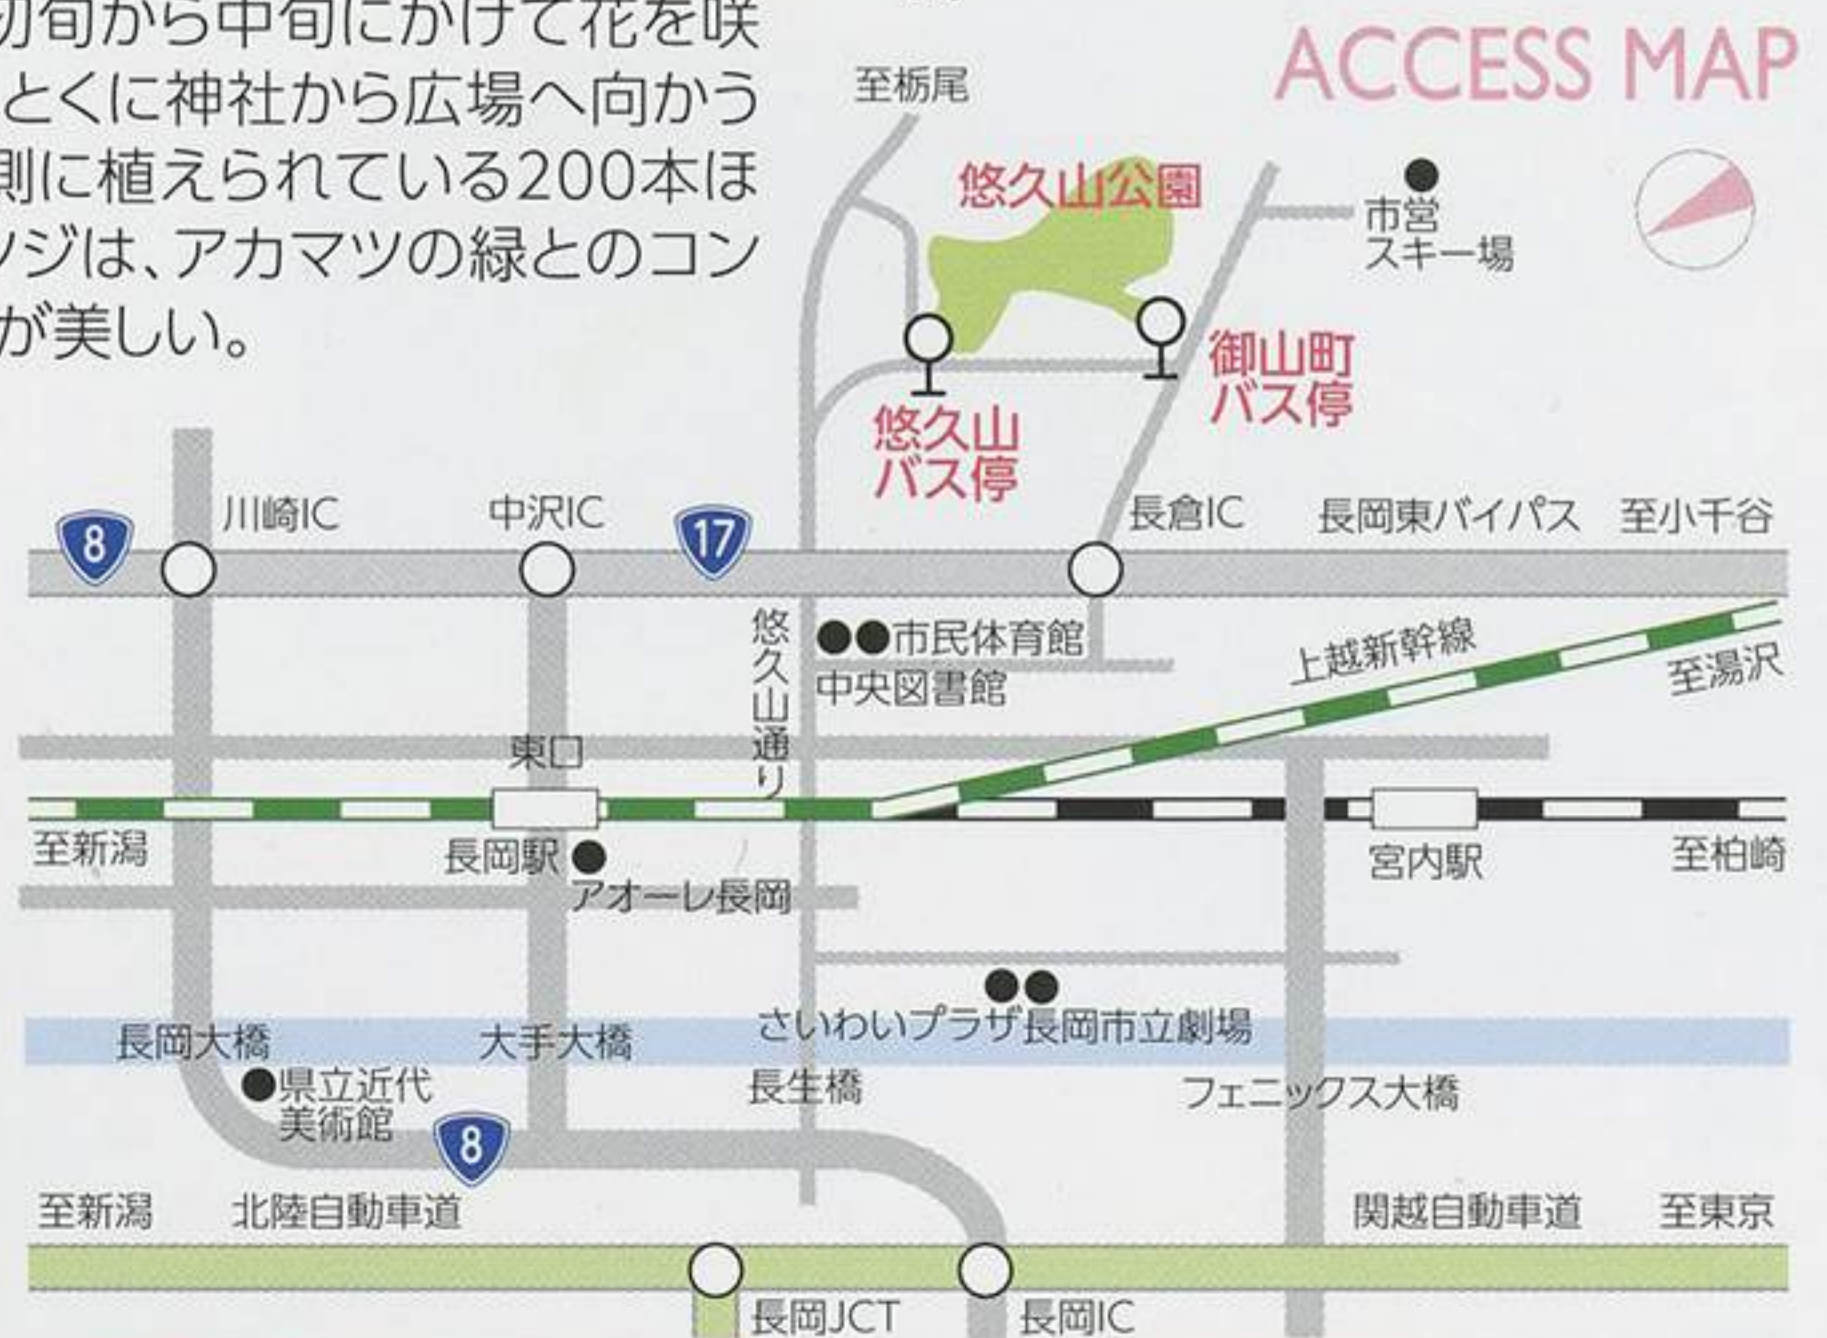 初旬から中旬にかけて花を咲
とくに神社から広場へ向かう
側に植えられている200本ほ
ツジは、アカマツの緑とのコン
が美しい。
ACCESS MAP
至栃尾
悠久山公園
市営
スキー場
御山町
バス停
悠久山
バス停
8
川崎IC
中沢IC
17
長倉IC
長岡東バイパス
至小千谷
悠久山通り
市民体育館
中央図書館
上越新幹線
至湯沢
東口
至新潟
長岡駅
アオーレ長岡
宮内駅
至柏崎
さいわいプラザ
長岡市立劇場
長岡大橋
大手大橋
長生橋
フェニックス大橋
県立近代
美術館
8
至新潟
北陸自動車道
関越自動車道
至東京
長岡JCT
長岡IC